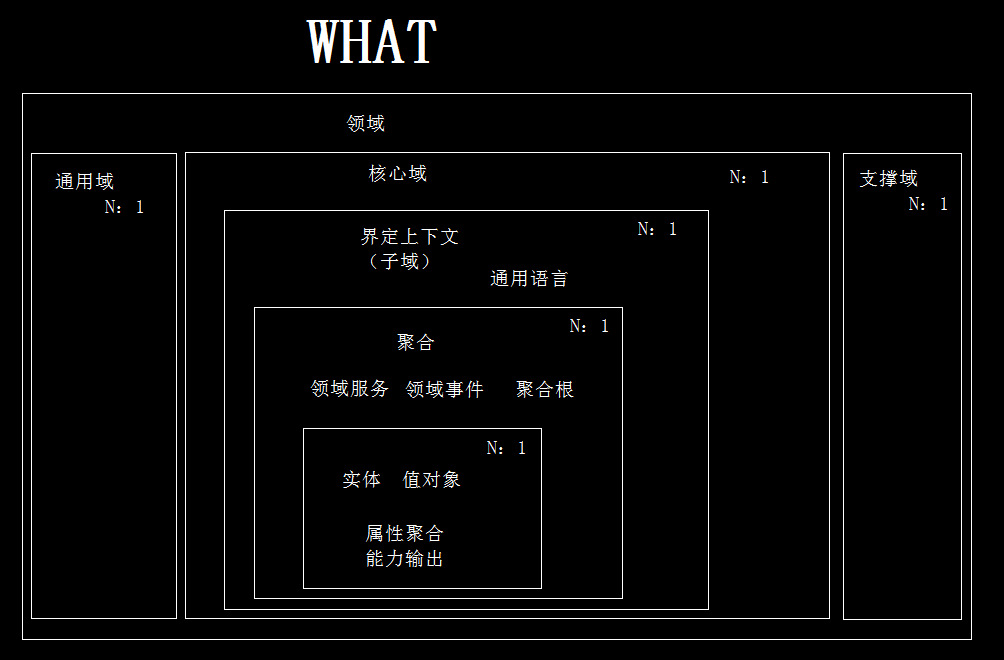 WHAT
领域
通用域
N: 1
核心域
N: 1
支撑域
N: 1
界定上下文
（子域）
N: 1
通用语言
聚合
N: 1
领域服务 领域事件 聚合根
N: 1
实体 值对象
属性聚合
能力输出